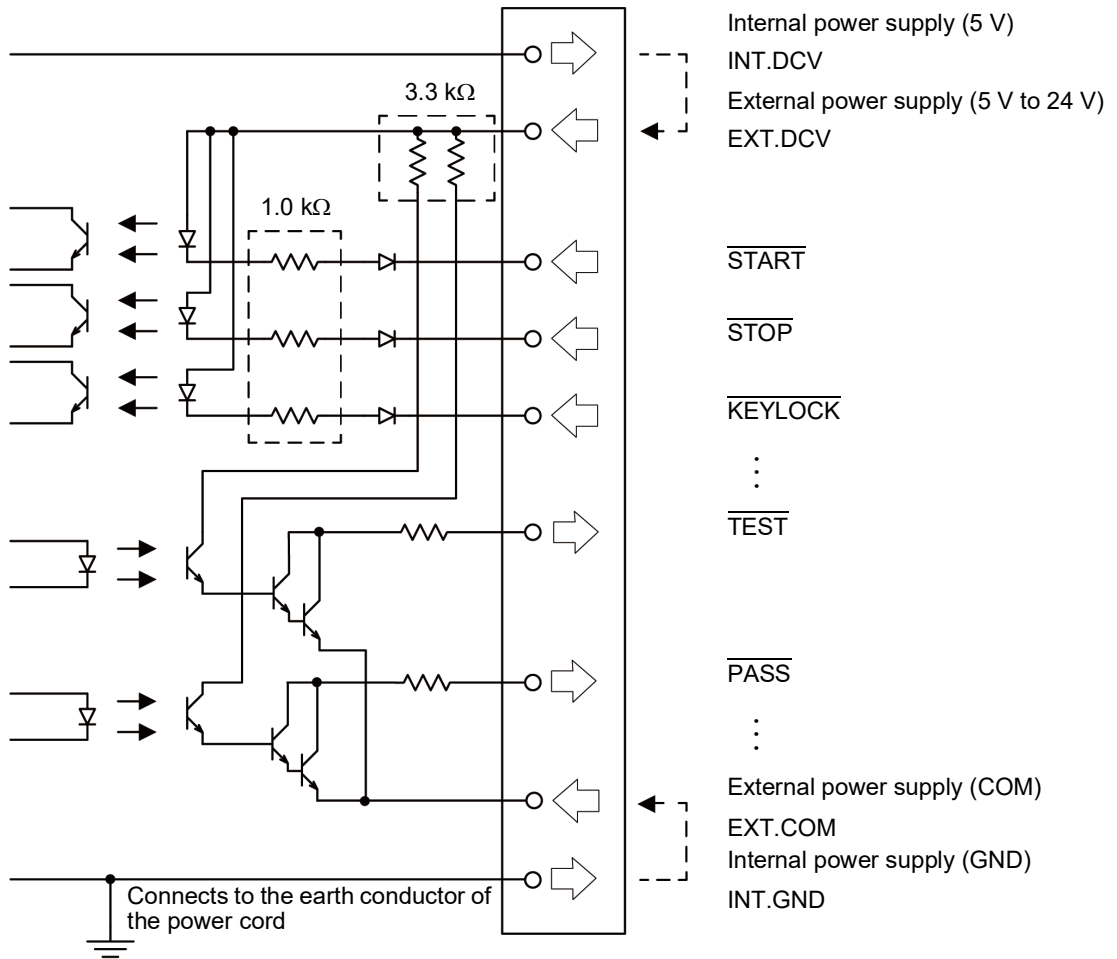 Internal power supply (5 V)
INT.DCV
3.3 kΩ
External power supply (5 V to 24 V)
EXT.DCV
1.0 kΩ
START
STOP
KEYLOCK
⋮
TEST
PASS
⋮
External power supply (COM)
EXT.COM
Internal power supply (GND)
INT.GND
Connects to the earth conductor of
the power cord